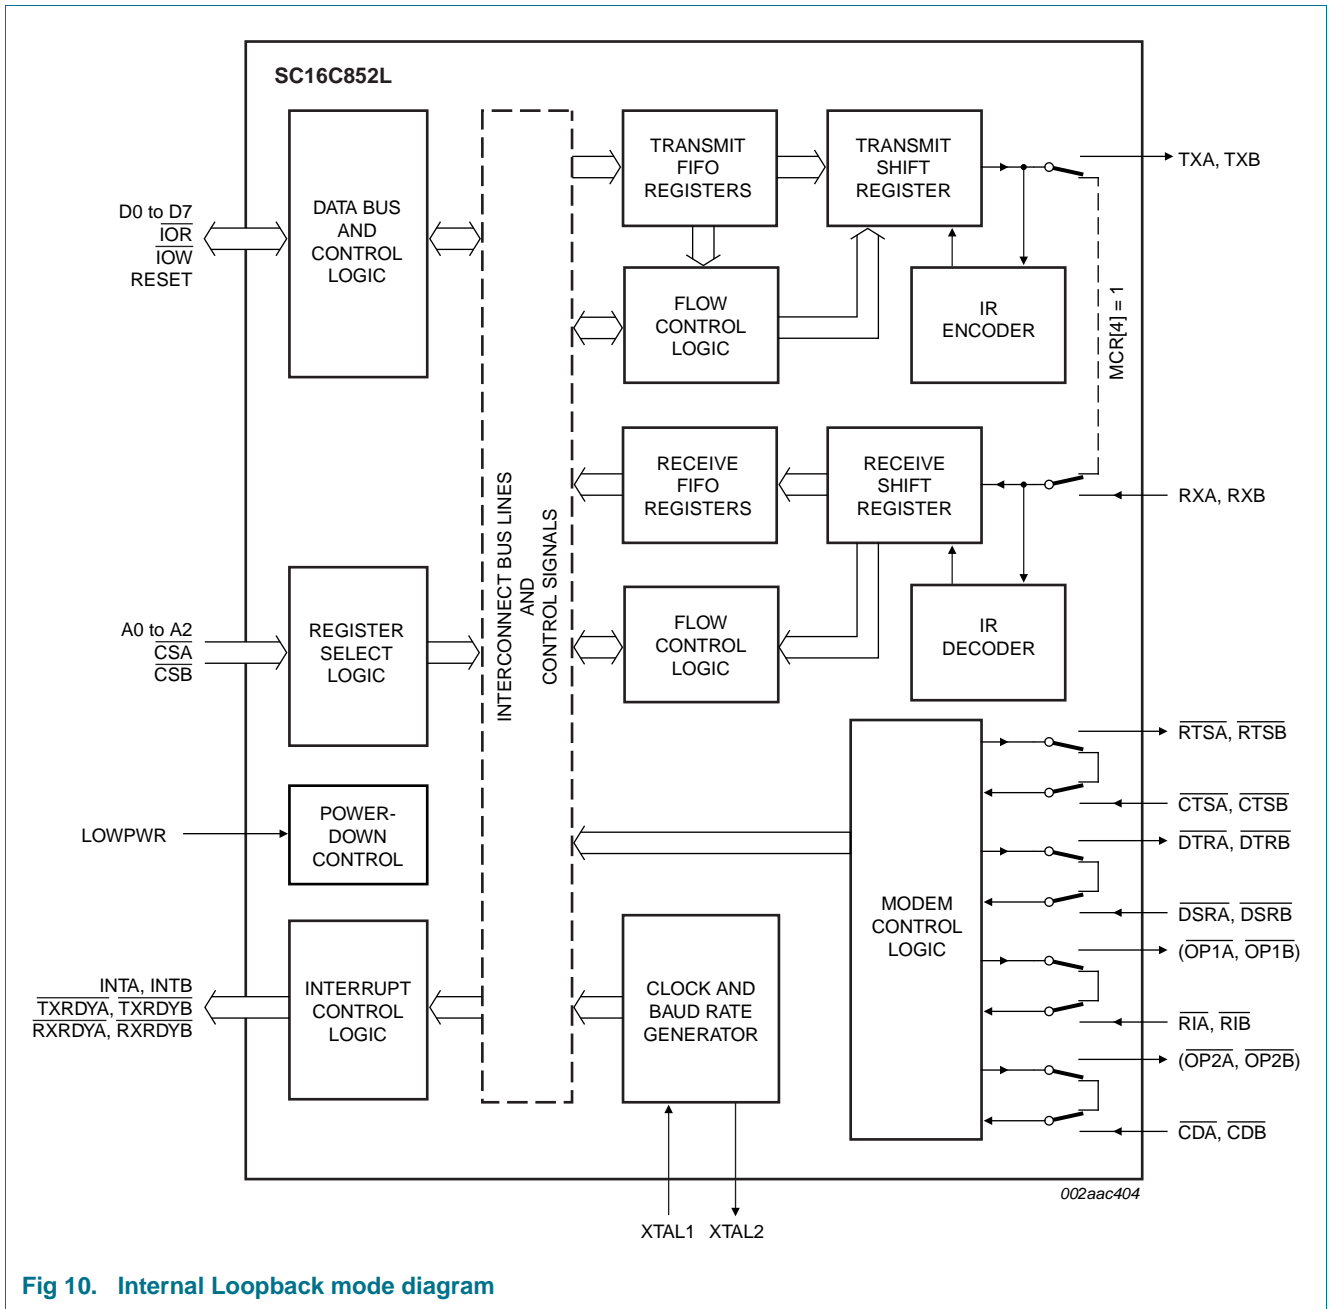 SC16C852L
D0 to D7
IOR
IOW
RESET
DATA BUS
AND
CONTROL
LOGIC
TRANSMIT
FIFO
REGISTERS
TRANSMIT
SHIFT
REGISTER
TXA, TXB
FLOW
CONTROL
LOGIC
IR
ENCODER
MCR[4] = 1
RECEIVE
FIFO
REGISTERS
RECEIVE
SHIFT
REGISTER
RXA, RXB
INTERCONNECT BUS LINES
AND
CONTROL SIGNALS
A0 to A2
CSA
CSB
REGISTER
SELECT
LOGIC
FLOW
CONTROL
LOGIC
IR
DECODER
LOWPWR
POWER-
DOWN
CONTROL
MODEM
CONTROL
LOGIC
RTSA, RTSB
CTSA, CTSB
DTRA, DTRB
DSRA, DSRB
(OP1A, OP1B)
RIA, RIB
(OP2A, OP2B)
CDA, CDB
INTA, INTB
TXRDYA, TXRDYB
RXRDYA, RXRDYB
INTERRUPT
CONTROL
LOGIC
CLOCK AND
BAUD RATE
GENERATOR
XTAL1 XTAL2
002aac404
Fig 10. Internal Loopback mode diagram